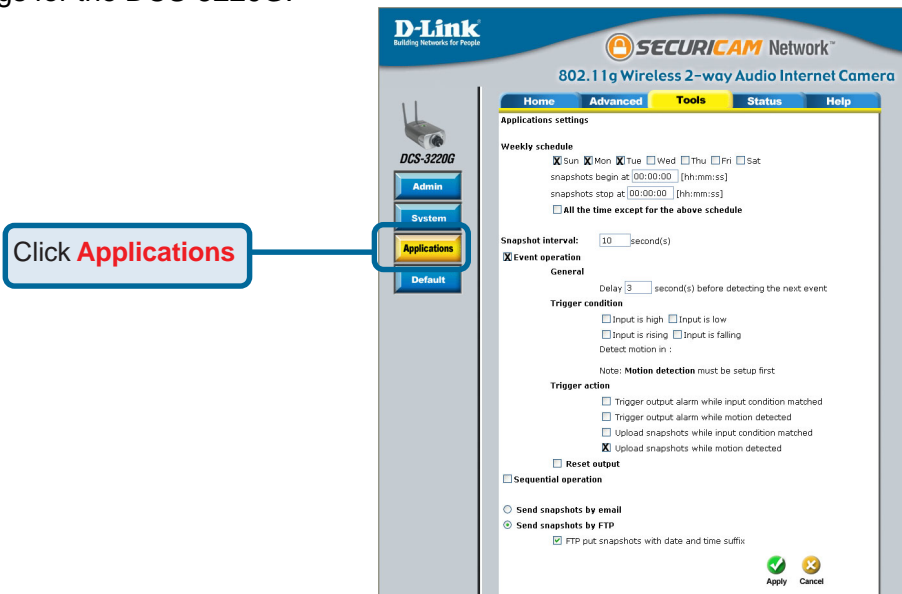 gs for the DCS-3220G.
D-Link
Building Networks for People
SECURICAM Network™
802.11g Wireless 2-way Audio Internet Camera
Home Advanced Tools Status Help
DCS-3220G
Admin
System
Applications
Default
Click Applications
Applications settings
Weekly schedule
X Sun X Mon X Tue Wed Thu Fri Sat
snapshots begin at 00:00:00 [hh:mm:ss]
snapshots stop at 00:00:00 [hh:mm:ss]
All the time except for the above schedule
Snapshot interval: 10 second(s)
X Event operation
General
Delay 3 second(s) before detecting the next event
Trigger condition
Input is high Input is low
Input is rising Input is falling
Detect motion in :
Note: Motion detection must be setup first
Trigger action
Trigger output alarm while input condition matched
Trigger output alarm while motion detected
Upload snapshots while input condition matched
X Upload snapshots while motion detected
Reset output
Sequential operation
Send snapshots by email
Send snapshots by FTP
FTP put snapshots with date and time suffix
Apply Cancel